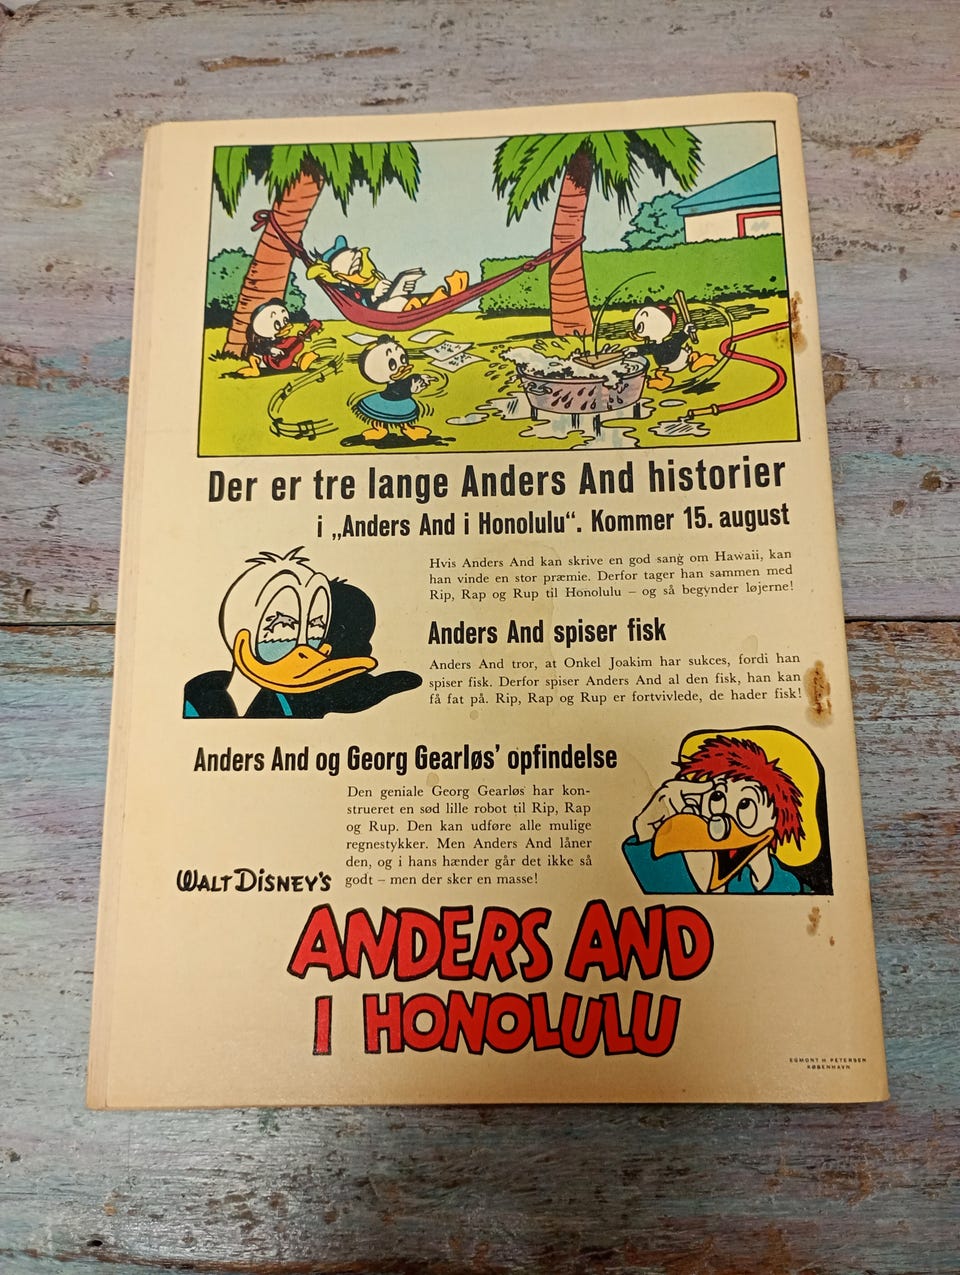 Der er tre lange Anders And historier
i „Anders And i Honolulu“. Kommer 15. august
Hvis Anders And kan skrive en god sang om Hawaii, kan
han vinde en stor præmie. Derfor tager han sammen med
Rip, Rap og Rup til Honolulu – og så begynder løjerne!
Anders And spiser fisk
Anders And tror, at Onkel Joakim har sukces, fordi han
spiser fisk. Derfor spiser Anders And al den fisk, han kan
få fat på. Rip, Rap og Rup er fortvivlede, de hader fisk!
Anders And og Georg Gearløs' opfindelse
Den geniale Georg Gearløs har kon-
strueret en sød lille robot til Rip, Rap
og Rup. Den kan udføre alle mulige
regnestykker. Men Anders And låner
den, og i hans hænder går det ikke så
godt – men der sker en masse!
WALT DISNEY'S
ANDERS AND
I HONOLULU
EGMONT H. PETERSEN
KØBENHAVN